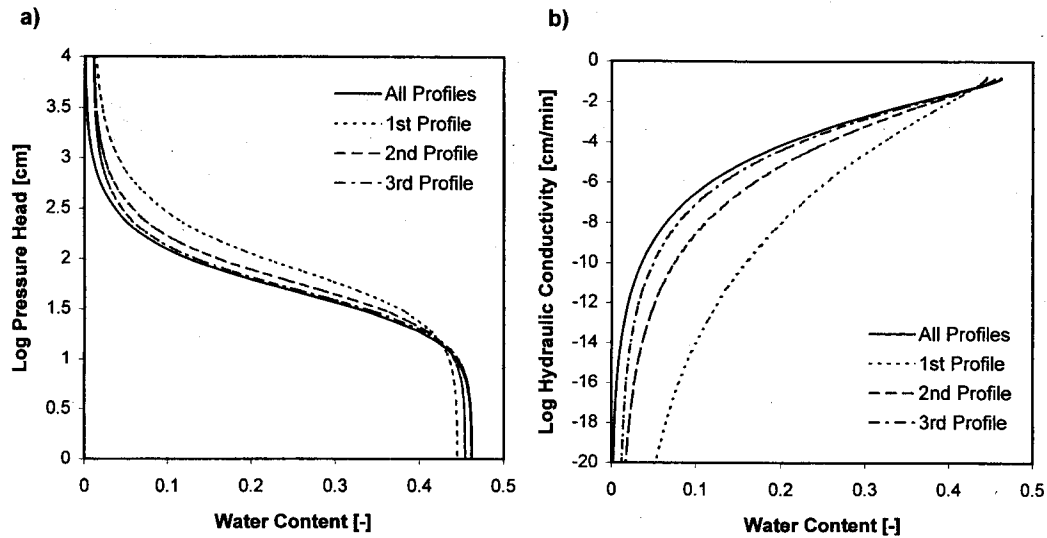 a)
Log Pressure Head [cm]
4
3.5
3
2.5
2
1.5
1
0.5
0
All Profiles
1st Profile
2nd Profile
3rd Profile
0 0.1 0.2 0.3 0.4 0.5
Water Content [-]
b)
Log Hydraulic Conductivity [cm/min]
0
-2
-4
-6
-8
-10
-12
-14
-16
-18
-20
All Profiles
1st Profile
2nd Profile
3rd Profile
0 0.1 0.2 0.3 0.4 0.5
Water Content [-]